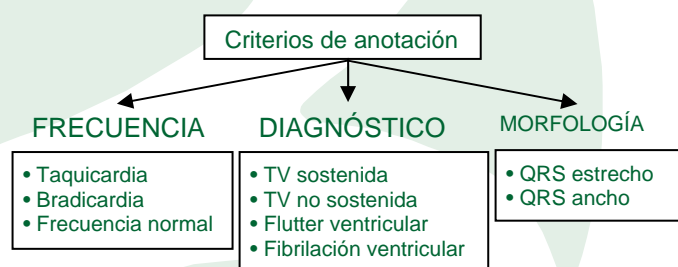 Criterios de anotación
FRECUENCIA
• Taquicardia
• Bradicardia
• Frecuencia normal
DIAGNÓSTICO
• TV sostenida
• TV no sostenida
• Flutter ventricular
• Fibrilación ventricular
MORFOLOGÍA
• QRS estrecho
• QRS ancho